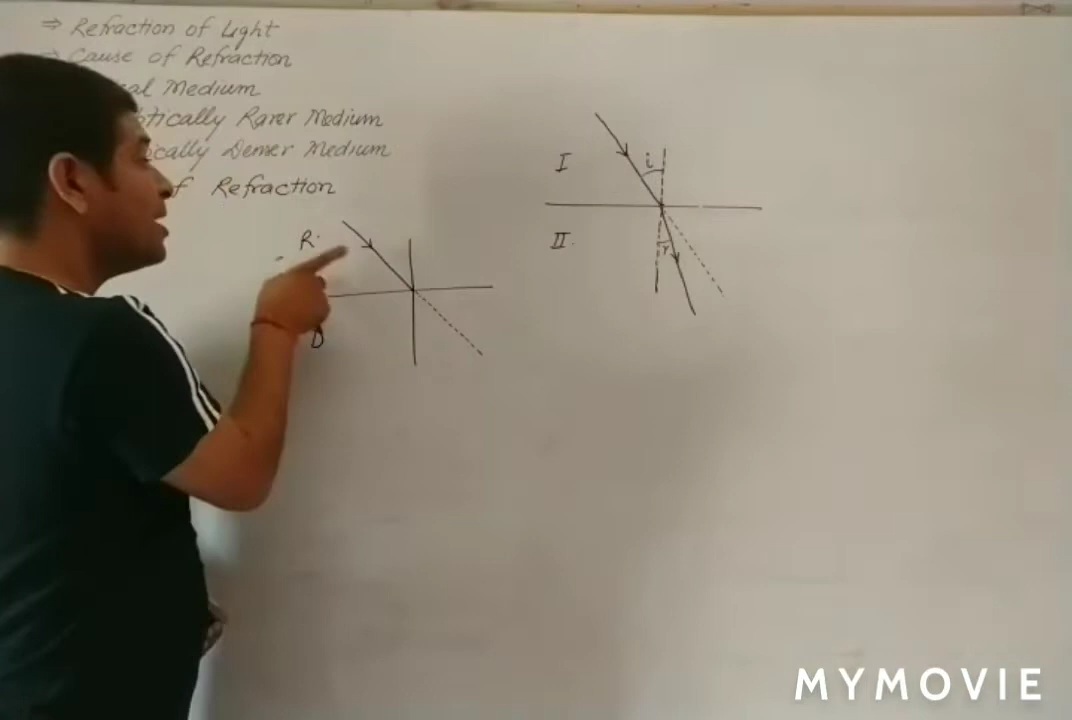 ⇒ Refraction of Light
⇒ Cause of Refraction
Medium
Rarer Medium
Denser Medium
Refraction
R.
D
I
i
II.
r
MYMOVIE